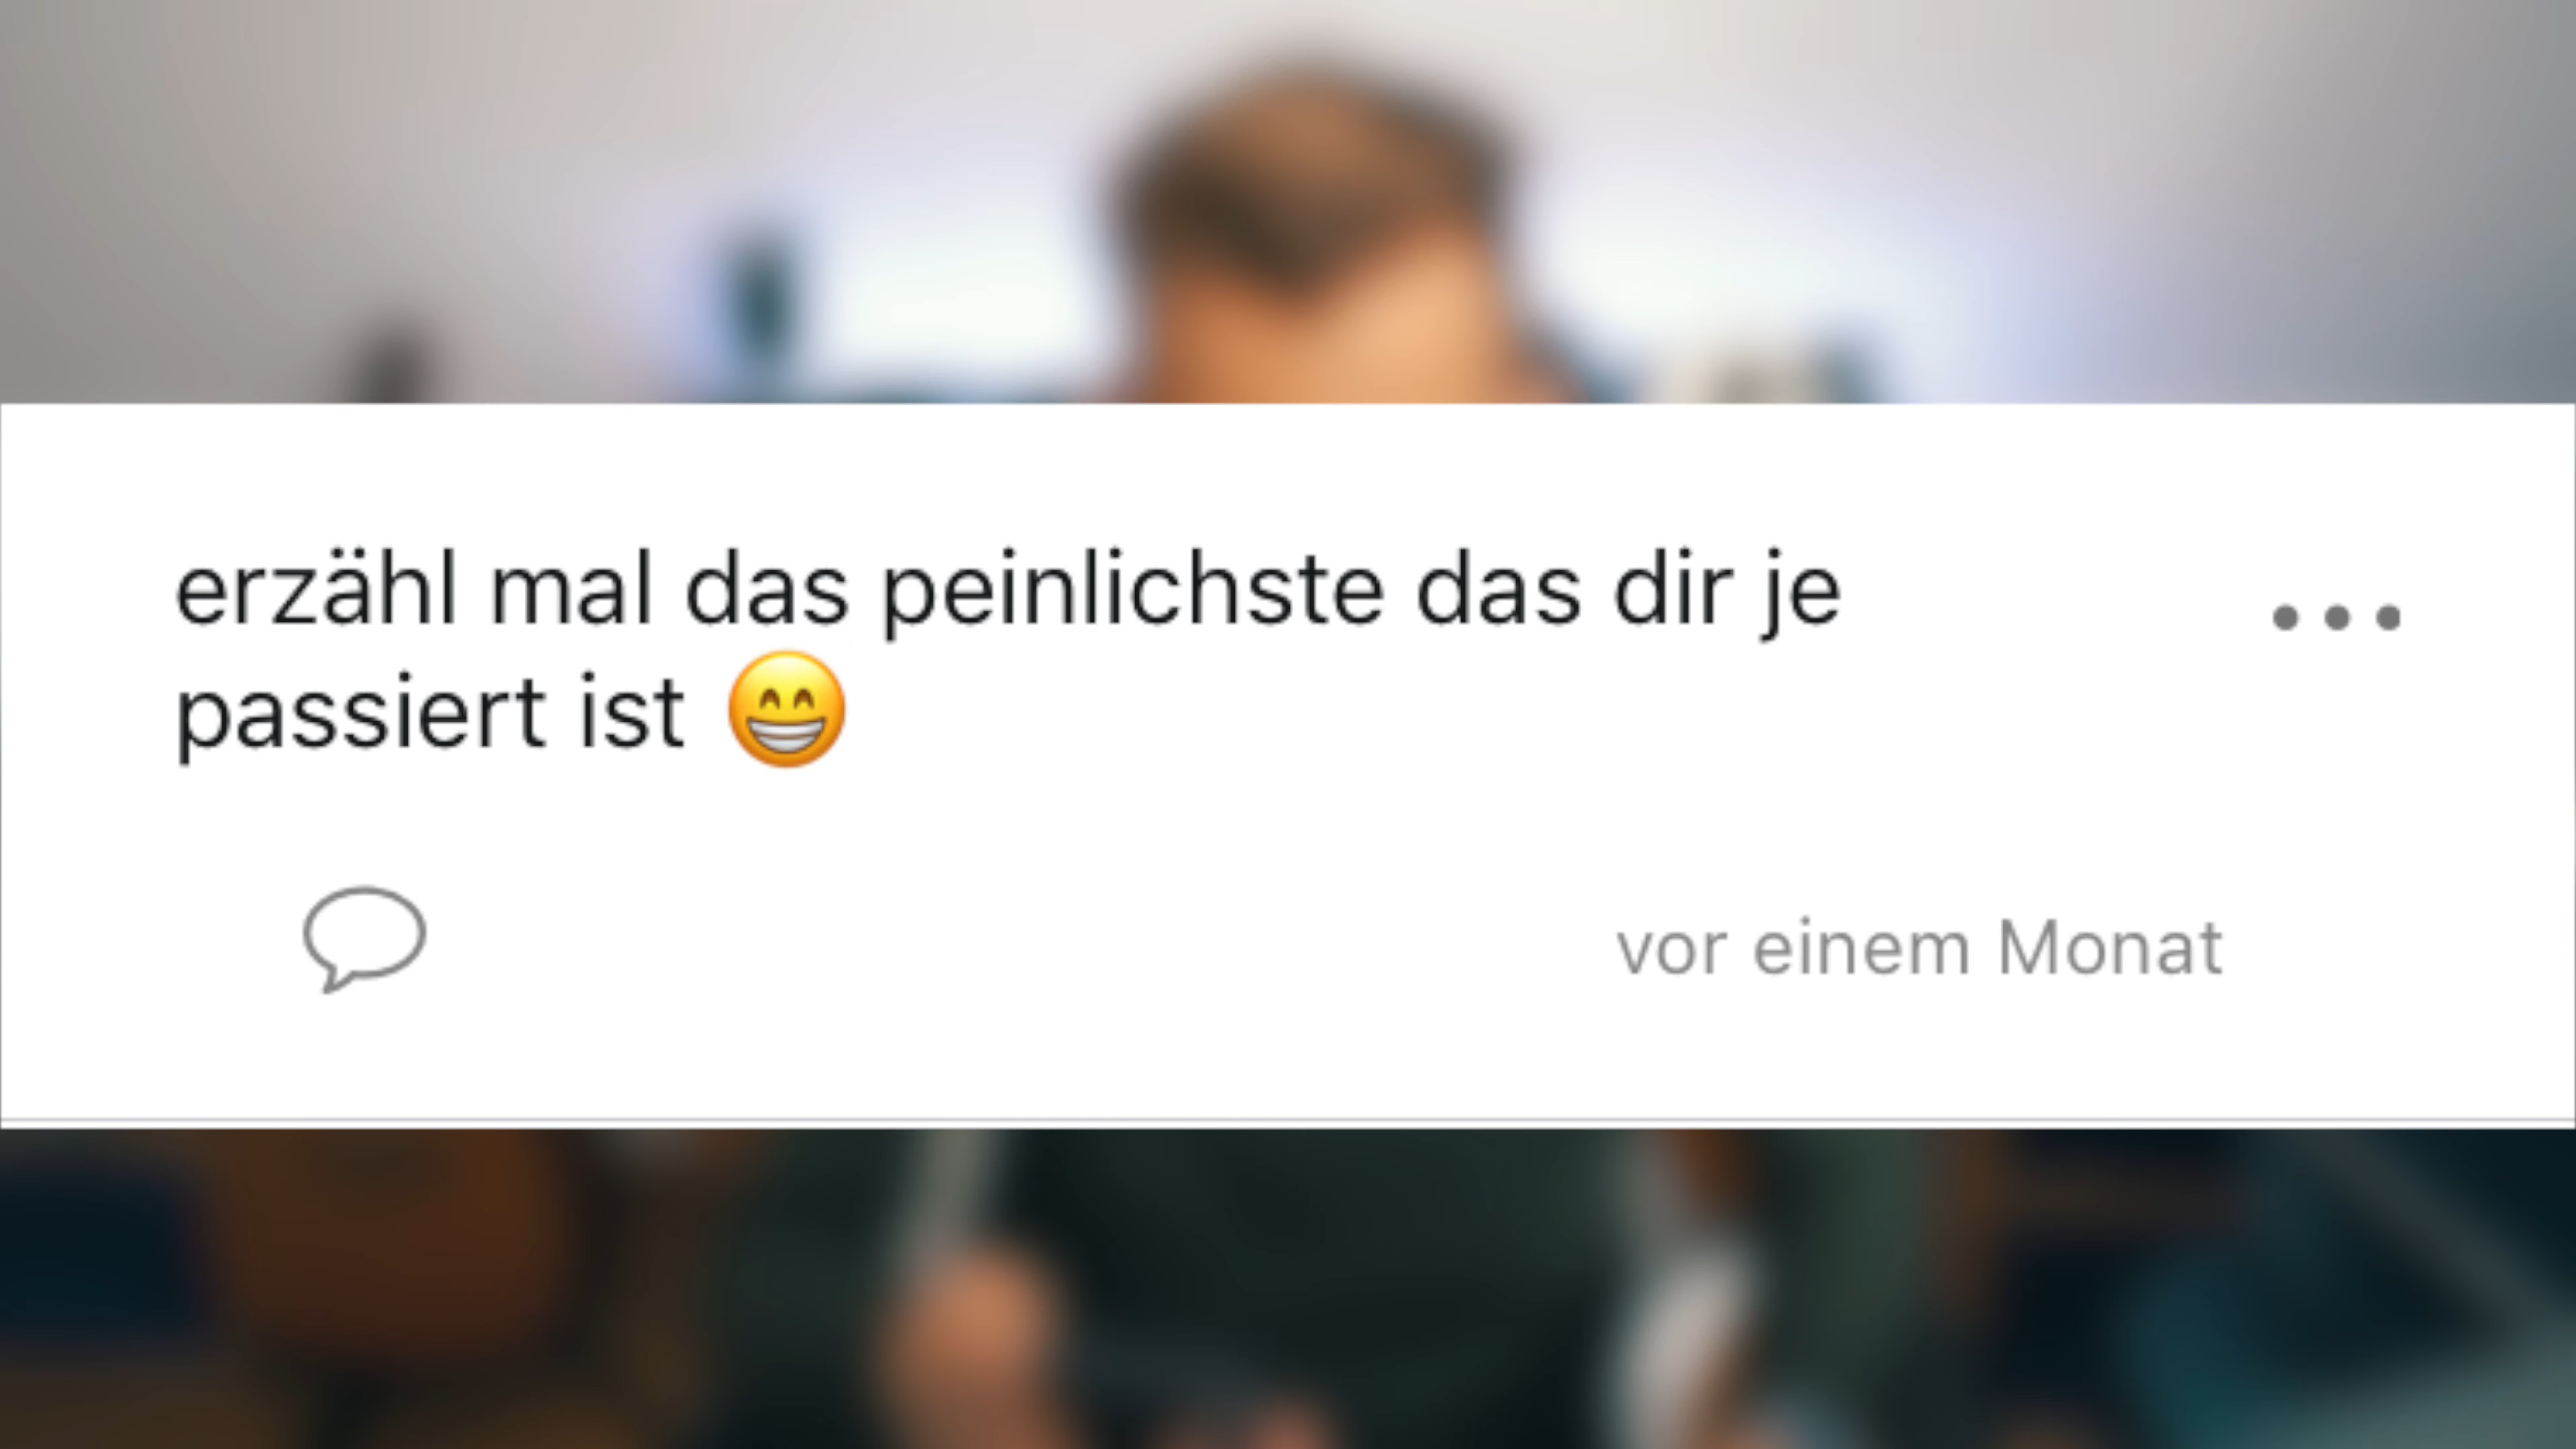 erzähl mal das peinlichste das dir je
passiert ist 😁
vor einem Monat